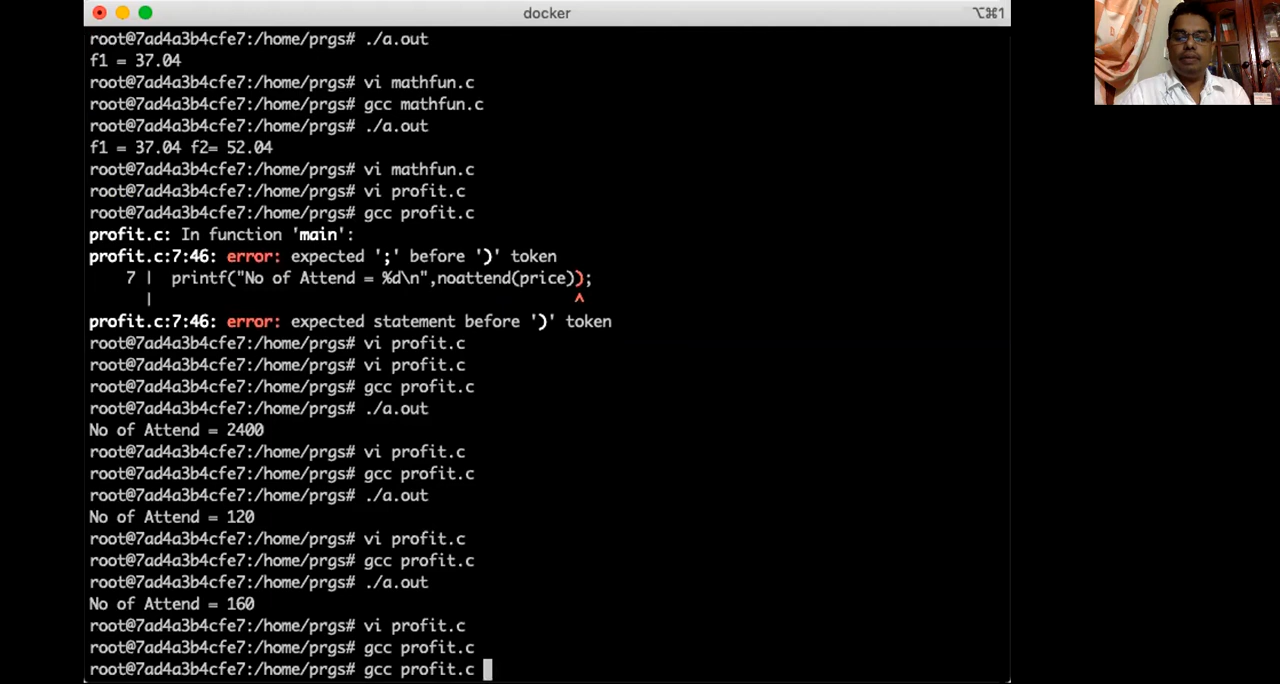 docker
⌥⌘1
root@7ad4a3b4cfe7:/home/prgs# ./a.out
f1 = 37.04
root@7ad4a3b4cfe7:/home/prgs# vi mathfun.c
root@7ad4a3b4cfe7:/home/prgs# gcc mathfun.c
root@7ad4a3b4cfe7:/home/prgs# ./a.out
f1 = 37.04 f2= 52.04
root@7ad4a3b4cfe7:/home/prgs# vi mathfun.c
root@7ad4a3b4cfe7:/home/prgs# vi profit.c
root@7ad4a3b4cfe7:/home/prgs# gcc profit.c
profit.c: In function 'main':
profit.c:7:46: error: expected ';' before ')' token
7 |  printf("No of Attend = %d\n",noattend(price));
|                                              ^
profit.c:7:46: error: expected statement before ')' token
root@7ad4a3b4cfe7:/home/prgs# vi profit.c
root@7ad4a3b4cfe7:/home/prgs# vi profit.c
root@7ad4a3b4cfe7:/home/prgs# gcc profit.c
root@7ad4a3b4cfe7:/home/prgs# ./a.out
No of Attend = 2400
root@7ad4a3b4cfe7:/home/prgs# vi profit.c
root@7ad4a3b4cfe7:/home/prgs# gcc profit.c
root@7ad4a3b4cfe7:/home/prgs# ./a.out
No of Attend = 120
root@7ad4a3b4cfe7:/home/prgs# vi profit.c
root@7ad4a3b4cfe7:/home/prgs# gcc profit.c
root@7ad4a3b4cfe7:/home/prgs# ./a.out
No of Attend = 160
root@7ad4a3b4cfe7:/home/prgs# vi profit.c
root@7ad4a3b4cfe7:/home/prgs# gcc profit.c
root@7ad4a3b4cfe7:/home/prgs# gcc profit.c